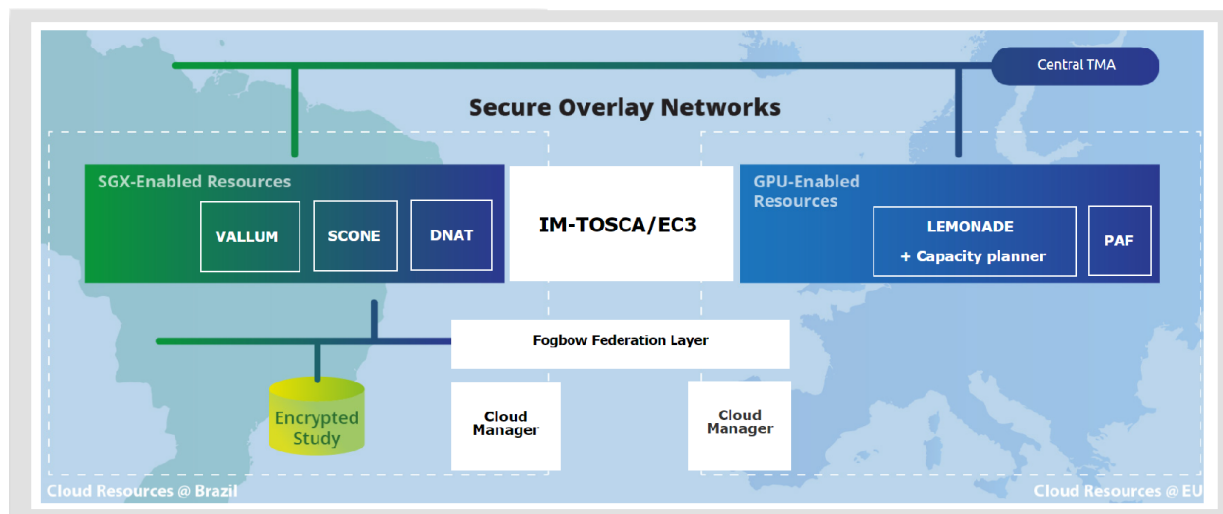 Central TMA
Secure Overlay Networks
SGX-Enabled Resources
VALLUM
SCONE
DNAT
IM-TOSCA/EC3
GPU-Enabled
Resources
LEMONADE
+ Capacity planner
PAF
Fogbow Federation Layer
Encrypted
Study
Cloud
Manager
Cloud
Manager
Cloud Resources @ Brazil
Cloud Resources @ EU